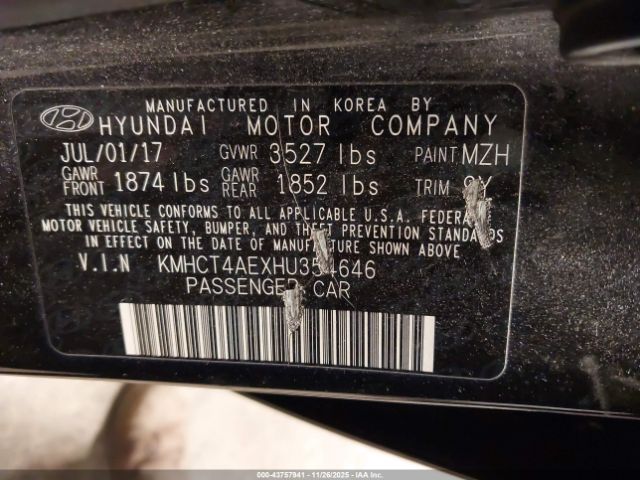 MANUFACTURED IN KOREA BY
HYUNDAI MOTOR COMPANY
JUL/01/17 GVWR 3527 lbs PAINT MZH
GAWR FRONT 1874 lbs GAWR REAR 1852 lbs TRIM
THIS VEHICLE CONFORMS TO ALL APPLICABLE U.S.A. FEDERAL
MOTOR VEHICLE SAFETY, BUMPER, AND THEFT PREVENTION STANDARDS
IN EFFECT ON THE DATE OF MANUFACTURE SHOWN ABOVE
V.I.N KMHCT4AEXHU354646
PASSENGER CAR
000-43757941 - 11/26/2025 - IAA, Inc.